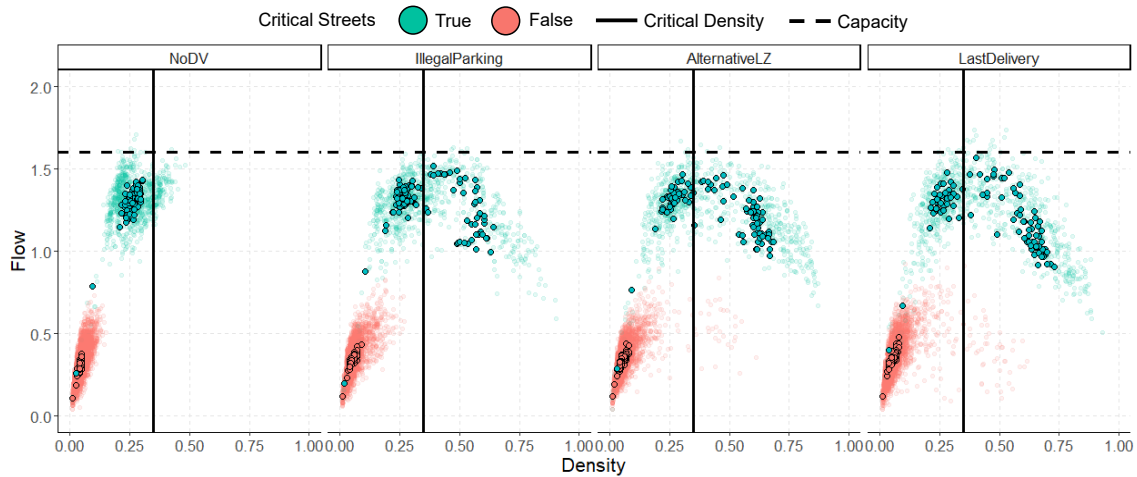 Critical Streets True False Critical Density Capacity
NoDV IllegalParking AlternativeLZ LastDelivery
2.0
1.5
1.0
0.5
0.0
Flow
0.00 0.25 0.50 0.75 1.00 0.00 0.25 0.50 0.75 1.00 0.00 0.25 0.50 0.75 1.00 0.00 0.25 0.50 0.75 1.00
Density